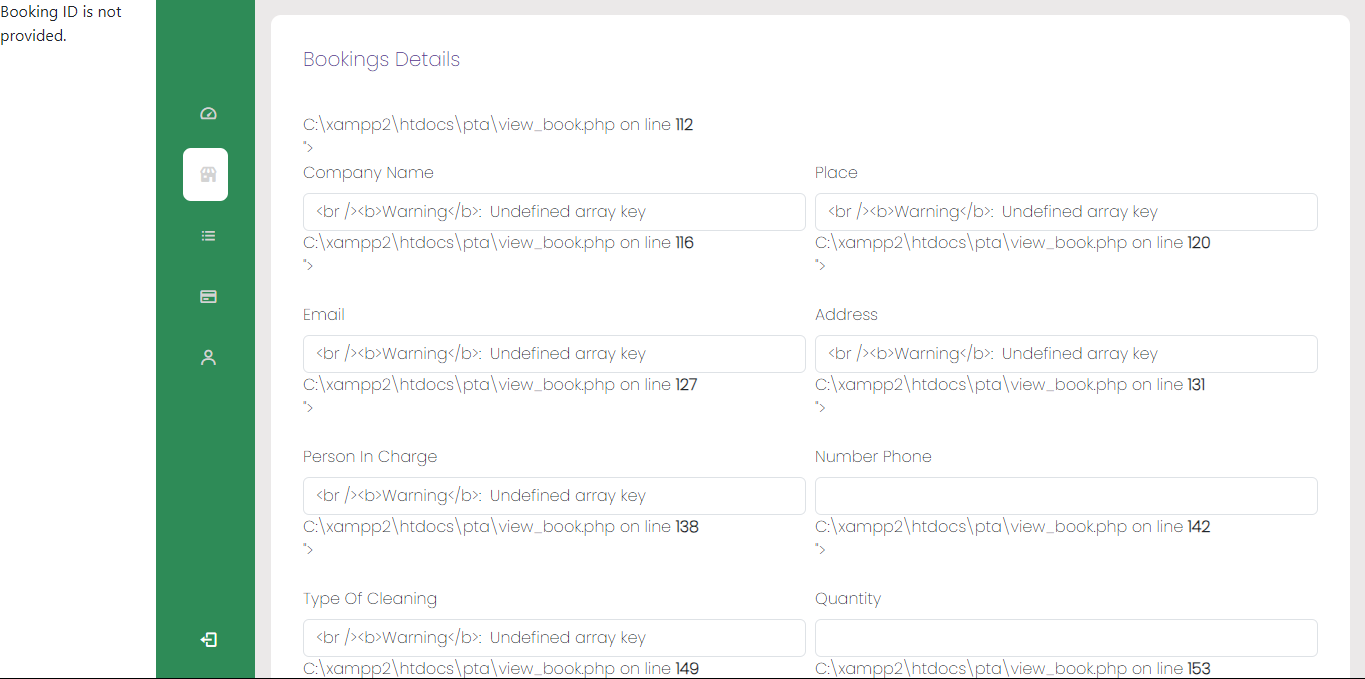 Booking ID is not
provided.
Bookings Details
C:\xampp2\htdocs\pta\view_book.php on line 112
">
Company Name
<br /><b>Warning</b>:  Undefined array key
C:\xampp2\htdocs\pta\view_book.php on line 116
">
Place
<br /><b>Warning</b>:  Undefined array key
C:\xampp2\htdocs\pta\view_book.php on line 120
">
Email
<br /><b>Warning</b>:  Undefined array key
C:\xampp2\htdocs\pta\view_book.php on line 127
">
Address
<br /><b>Warning</b>:  Undefined array key
C:\xampp2\htdocs\pta\view_book.php on line 131
">
Person In Charge
<br /><b>Warning</b>:  Undefined array key
C:\xampp2\htdocs\pta\view_book.php on line 138
">
Number Phone
C:\xampp2\htdocs\pta\view_book.php on line 142
">
Type Of Cleaning
<br /><b>Warning</b>:  Undefined array key
C:\xampp2\htdocs\pta\view_book.php on line 149
Quantity
C:\xampp2\htdocs\pta\view_book.php on line 153